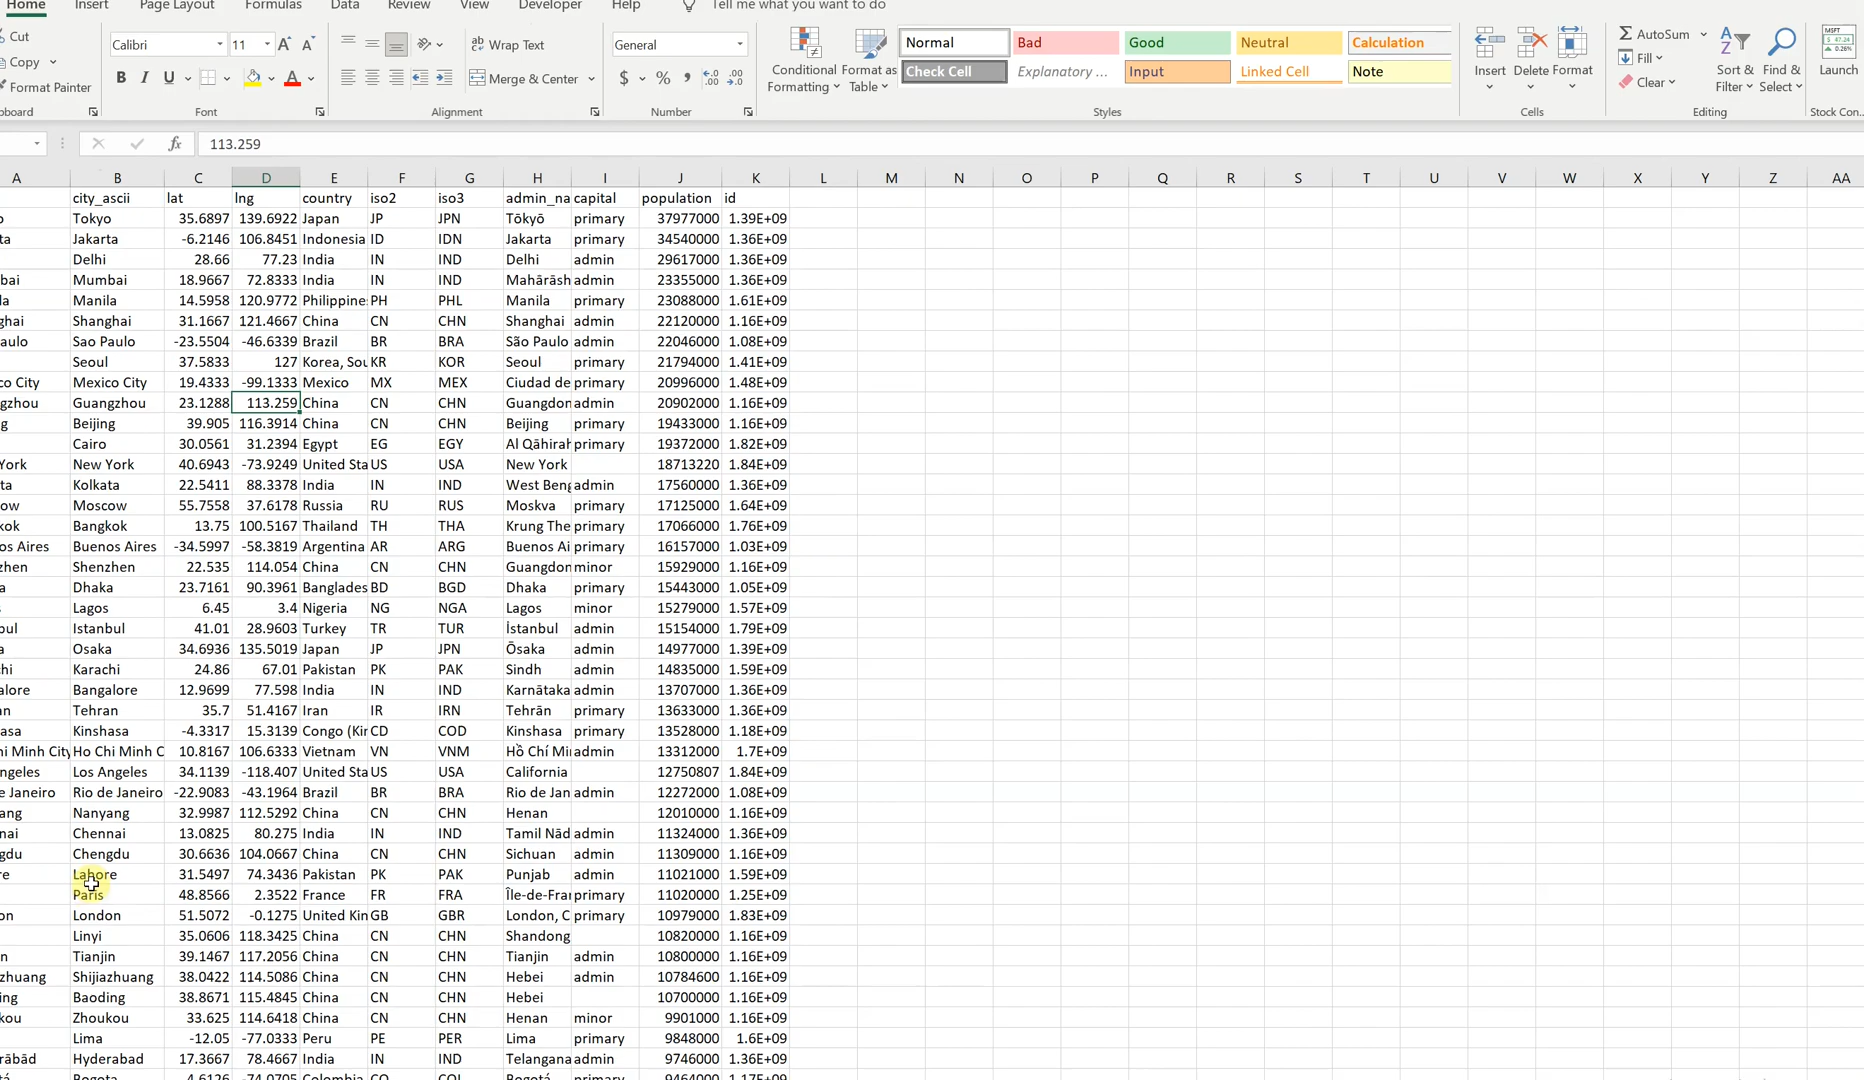 Home Insert Page Layout Formulas Data Review View Developer Help Tell me what you want to do
Cut
Copy
Format Painter
Calibri 11
B I U A
Wrap Text
Merge & Center
General
$ %
Conditional Formatting
Format as Table
Normal Bad Good Neutral Calculation
Check Cell Explanatory ... Input Linked Cell Note
Insert Delete Format
AutoSum
Fill
Clear
Sort & Filter
Find & Select
Launch
pboard Font Alignment Number Styles Cells Editing Stock Con...
fx 113.259
A B C D E F G H I J K L M N O P Q R S T U V W X Y Z AA
city_ascii lat lng country iso2 iso3 admin_na capital population id
o Tokyo 35.6897 139.6922 Japan JP JPN Tōkyō primary 37977000 1.39E+09
ta Jakarta -6.2146 106.8451 Indonesia ID IDN Jakarta primary 34540000 1.36E+09
Delhi 28.66 77.23 India IN IND Delhi admin 29617000 1.36E+09
bai Mumbai 18.9667 72.8333 India IN IND Mahārāsh admin 23355000 1.36E+09
la Manila 14.5958 120.9772 Philippine PH PHL Manila primary 23088000 1.61E+09
ghai Shanghai 31.1667 121.4667 China CN CHN Shanghai admin 22120000 1.16E+09
aulo Sao Paulo -23.5504 -46.6339 Brazil BR BRA São Paulo admin 22046000 1.08E+09
Seoul 37.5833 127 Korea, Sou KR KOR Seoul primary 21794000 1.41E+09
co City Mexico City 19.4333 -99.1333 Mexico MX MEX Ciudad de primary 20996000 1.48E+09
gzhou Guangzhou 23.1288 113.259 China CN CHN Guangdon admin 20902000 1.16E+09
g Beijing 39.905 116.3914 China CN CHN Beijing primary 19433000 1.16E+09
Cairo 30.0561 31.2394 Egypt EG EGY Al Qāhirah primary 19372000 1.82E+09
York New York 40.6943 -73.9249 United Sta US USA New York 18713220 1.84E+09
ta Kolkata 22.5411 88.3378 India IN IND West Beng admin 17560000 1.36E+09
ow Moscow 55.7558 37.6178 Russia RU RUS Moskva primary 17125000 1.64E+09
kok Bangkok 13.75 100.5167 Thailand TH THA Krung The primary 17066000 1.76E+09
os Aires Buenos Aires -34.5997 -58.3819 Argentina AR ARG Buenos Ai primary 16157000 1.03E+09
zhen Shenzhen 22.535 114.054 China CN CHN Guangdon minor 15929000 1.16E+09
a Dhaka 23.7161 90.3961 Banglades BD BGD Dhaka primary 15443000 1.05E+09
Lagos 6.45 3.4 Nigeria NG NGA Lagos minor 15279000 1.57E+09
bul Istanbul 41.01 28.9603 Turkey TR TUR İstanbul admin 15154000 1.79E+09
a Osaka 34.6936 135.5019 Japan JP JPN Ōsaka admin 14977000 1.39E+09
hi Karachi 24.86 67.01 Pakistan PK PAK Sindh admin 14835000 1.59E+09
alore Bangalore 12.9699 77.598 India IN IND Karnātaka admin 13707000 1.36E+09
an Tehran 35.7 51.4167 Iran IR IRN Tehrān primary 13633000 1.36E+09
asa Kinshasa -4.3317 15.3139 Congo (Kin CD COD Kinshasa primary 13528000 1.18E+09
hi Minh City Ho Chi Minh C 10.8167 106.6333 Vietnam VN VNM Hồ Chí Mi admin 13312000 1.7E+09
ngeles Los Angeles 34.1139 -118.407 United Sta US USA California 12750807 1.84E+09
e Janeiro Rio de Janeiro -22.9083 -43.1964 Brazil BR BRA Rio de Jan admin 12272000 1.08E+09
ang Nanyang 32.9987 112.5292 China CN CHN Henan 12010000 1.16E+09
nai Chennai 13.0825 80.275 India IN IND Tamil Nād admin 11324000 1.36E+09
gdu Chengdu 30.6636 104.0667 China CN CHN Sichuan admin 11309000 1.16E+09
re Lahore 31.5497 74.3436 Pakistan PK PAK Punjab admin 11021000 1.59E+09
Paris 48.8566 2.3522 France FR FRA Île-de-Fran primary 11020000 1.25E+09
on London 51.5072 -0.1275 United Kin GB GBR London, C primary 10979000 1.83E+09
Linyi 35.0606 118.3425 China CN CHN Shandong 10820000 1.16E+09
n Tianjin 39.1467 117.2056 China CN CHN Tianjin admin 10800000 1.16E+09
zhuang Shijiazhuang 38.0422 114.5086 China CN CHN Hebei admin 10784600 1.16E+09
ing Baoding 38.8671 115.4845 China CN CHN Hebei 10700000 1.16E+09
kou Zhoukou 33.625 114.6418 China CN CHN Henan minor 9901000 1.16E+09
Lima -12.05 -77.0333 Peru PE PER Lima primary 9848000 1.6E+09
rābād Hyderabad 17.3667 78.4667 India IN IND Telangana admin 9746000 1.36E+09
tá Bogota 4.6126 -74.0705 Colombia CO COL Bogotá primary 9464000 1.17E+09